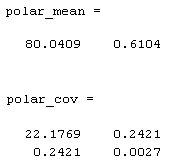 polar_mean =
80.0409 0.6104
polar_cov =
22.1769 0.2421
0.2421 0.0027